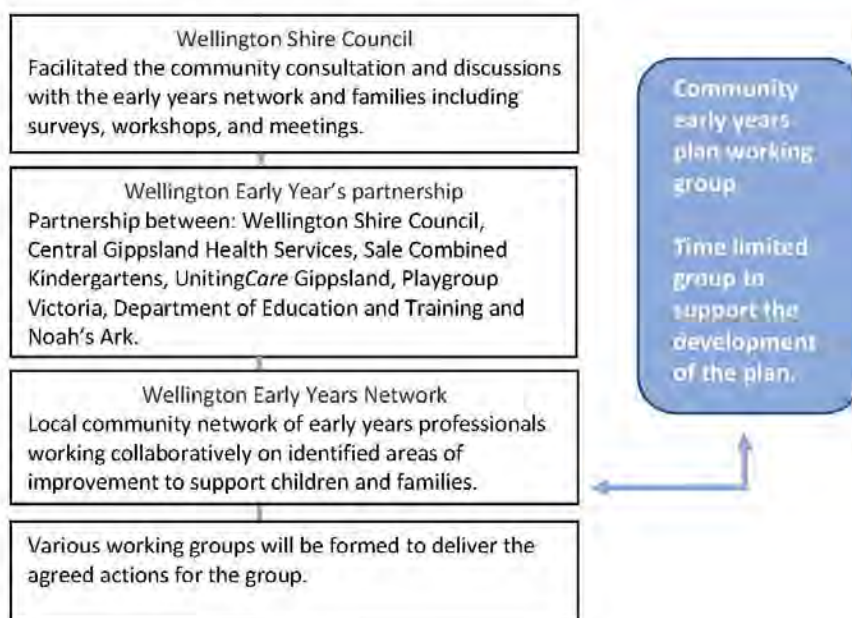 Wellington Shire Council
Facilitated the community consultation and discussions
with the early years network and families including
surveys, workshops, and meetings.
Wellington Early Year's partnership
Partnership between: Wellington Shire Council,
Central Gippsland Health Services, Sale Combined
Kindergartens, UnitingCare Gippsland, Playgroup
Victoria, Department of Education and Training and
Noah's Ark.
Wellington Early Years Network
Local community network of early years professionals
working collaboratively on identified areas of
improvement to support children and families.
Various working groups will be formed to deliver the
agreed actions for the group.
Community
early years
plan working
group
Time limited
group to
support the
development
of the plan.